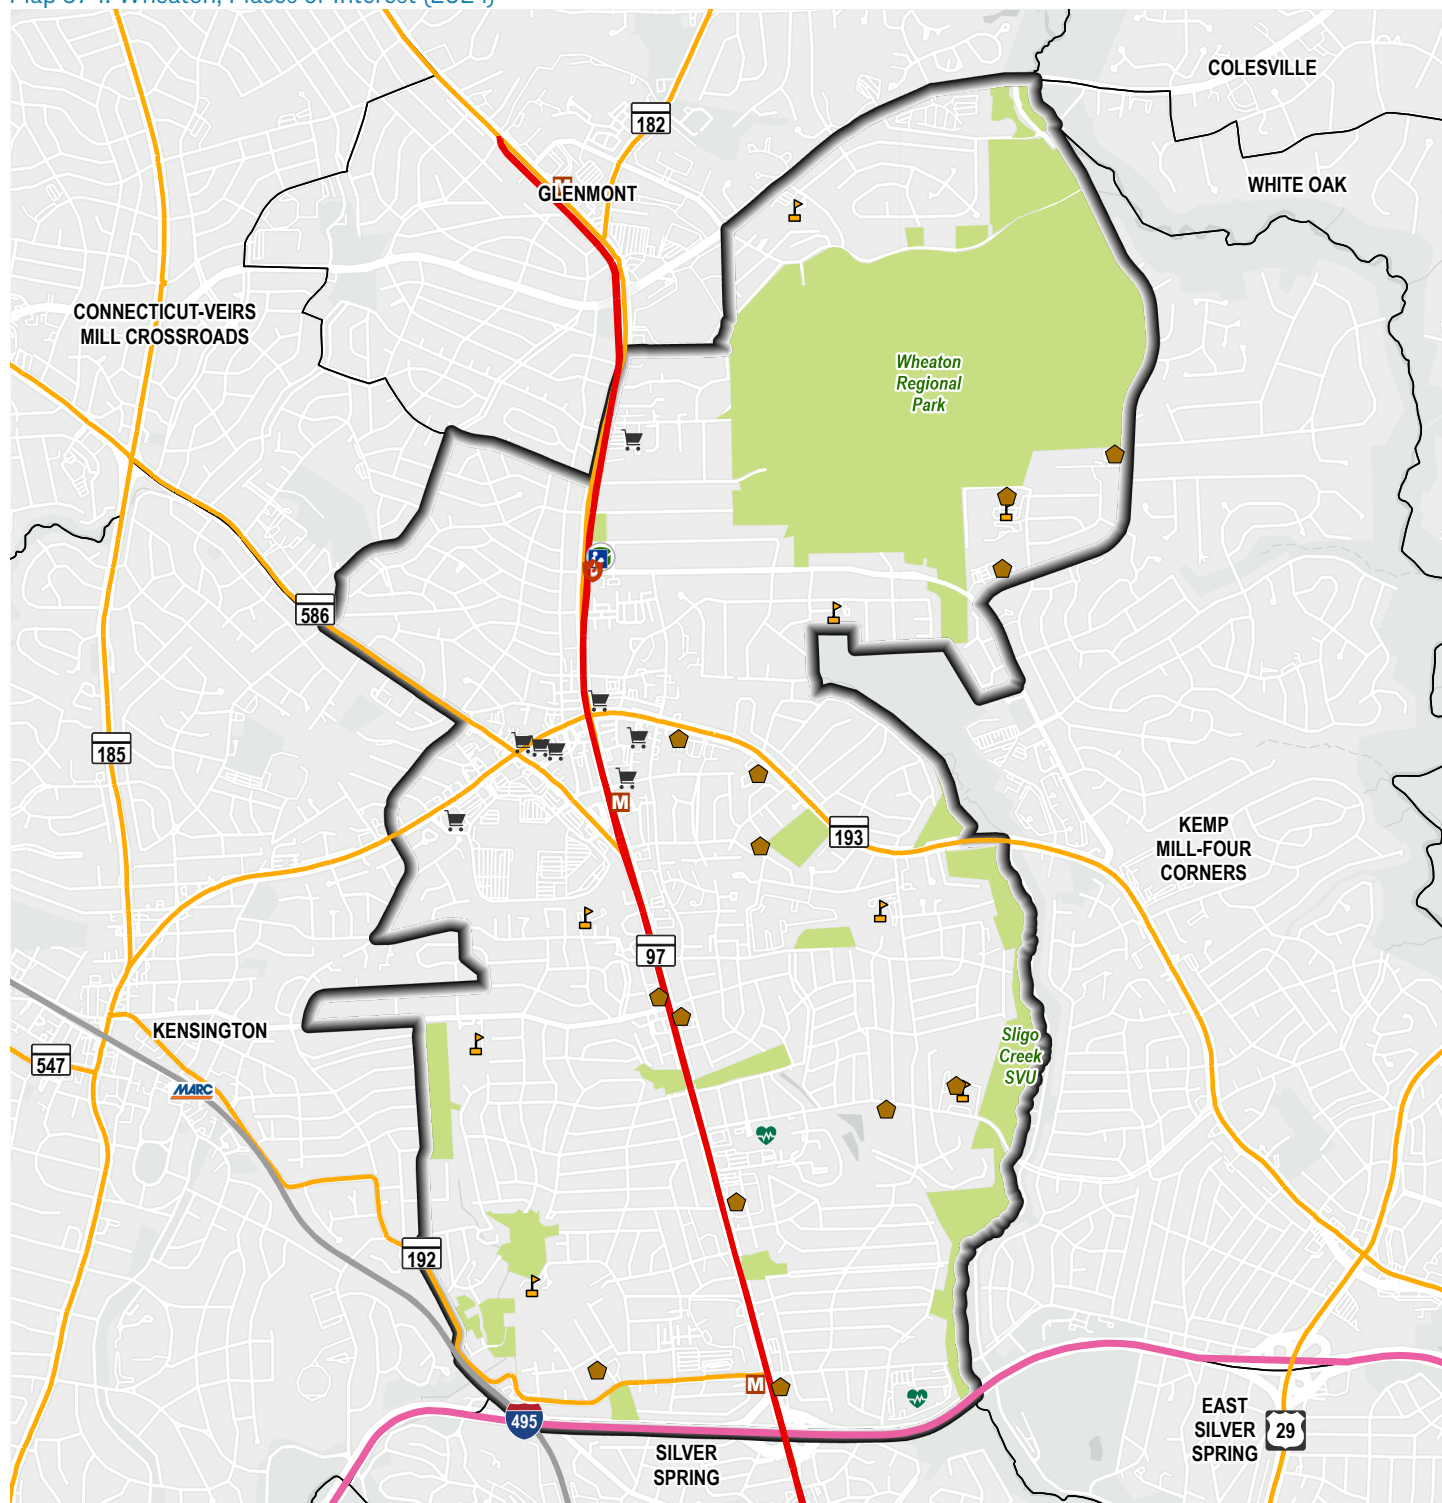 COLESVILLE
182
WHITE OAK
GLENMONT
CONNECTICUT-VEIRS
MILL CROSSROADS
Wheaton
Regional
Park
586
185
M
193
KEMP
MILL-FOUR
CORNERS
97
KENSINGTON
547
MARC
Sligo
Creek
SVU
192
M
495
EAST
SILVER
SPRING
29
SILVER
SPRING